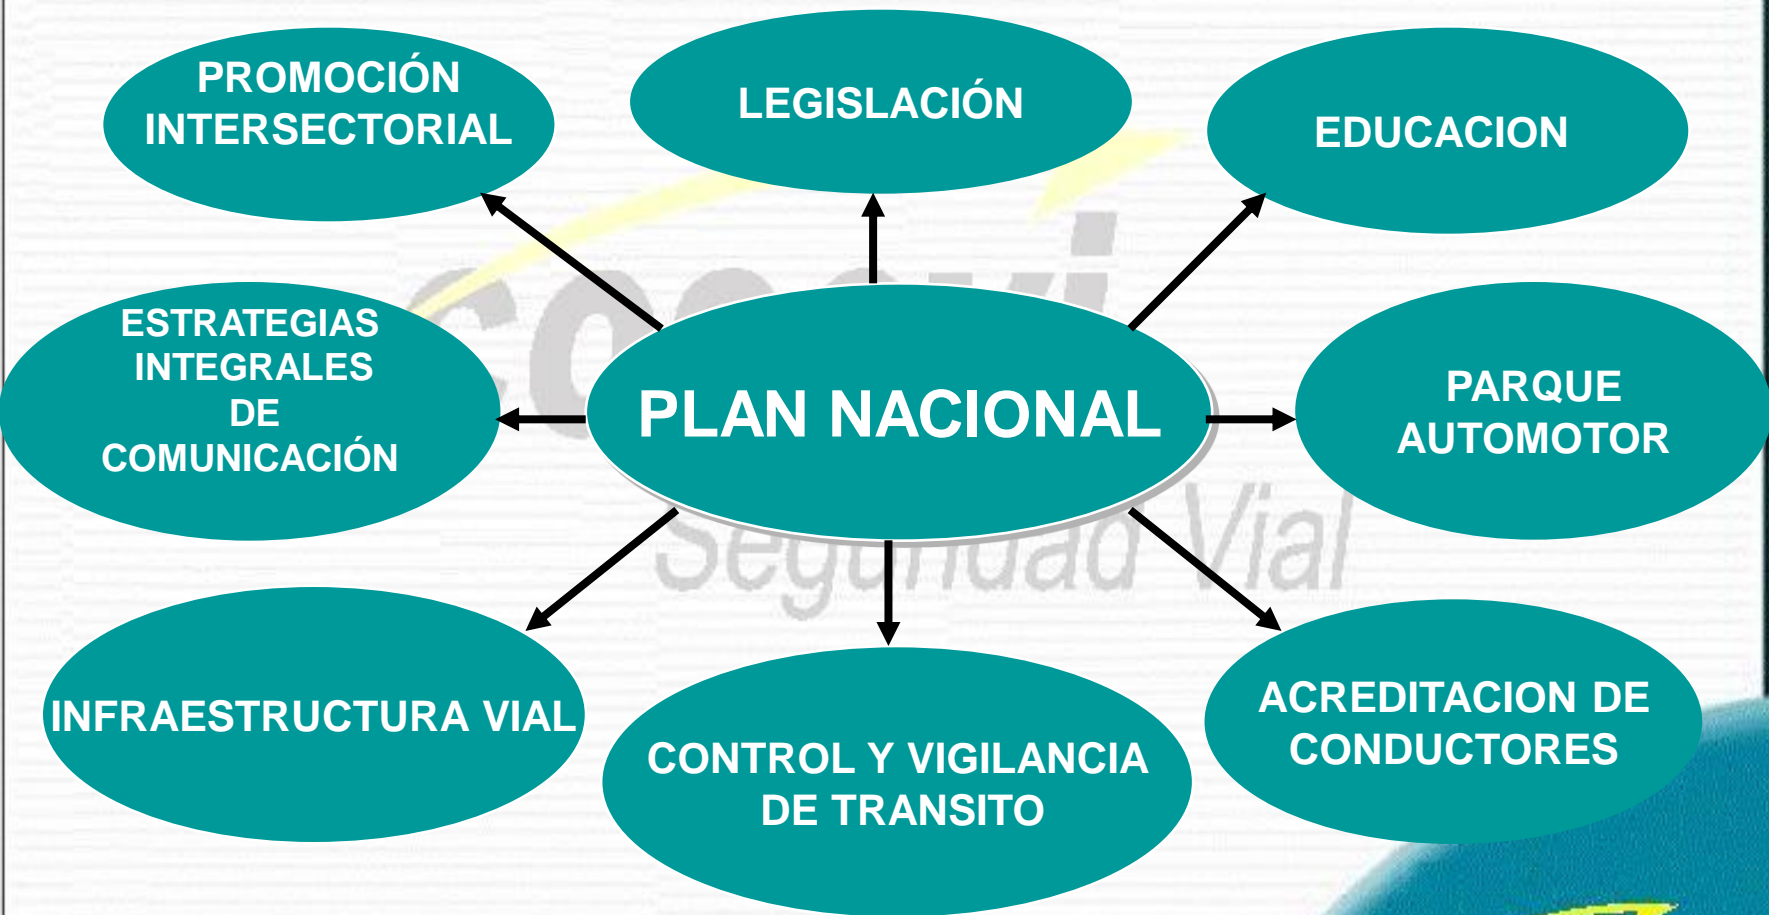 PROMOCIÓN
INTERSECTORIAL
LEGISLACIÓN
EDUCACION
ESTRATEGIAS
INTEGRALES
DE
COMUNICACIÓN
PLAN NACIONAL
PARQUE
AUTOMOTOR
Seguridad Vial
INFRAESTRUCTURA VIAL
CONTROL Y VIGILANCIA
DE TRANSITO
ACREDITACION DE
CONDUCTORES